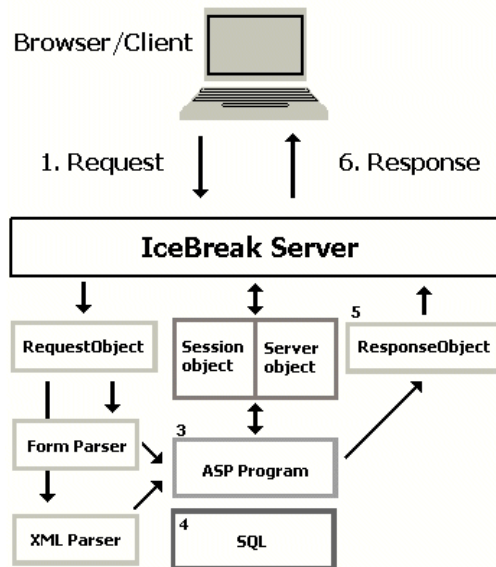 Browser/Client
1. Request
6. Response
IceBreak Server
5
RequestObject
Session object
Server object
ResponseObject
3
Form Parser
ASP Program
4
XML Parser
SQL